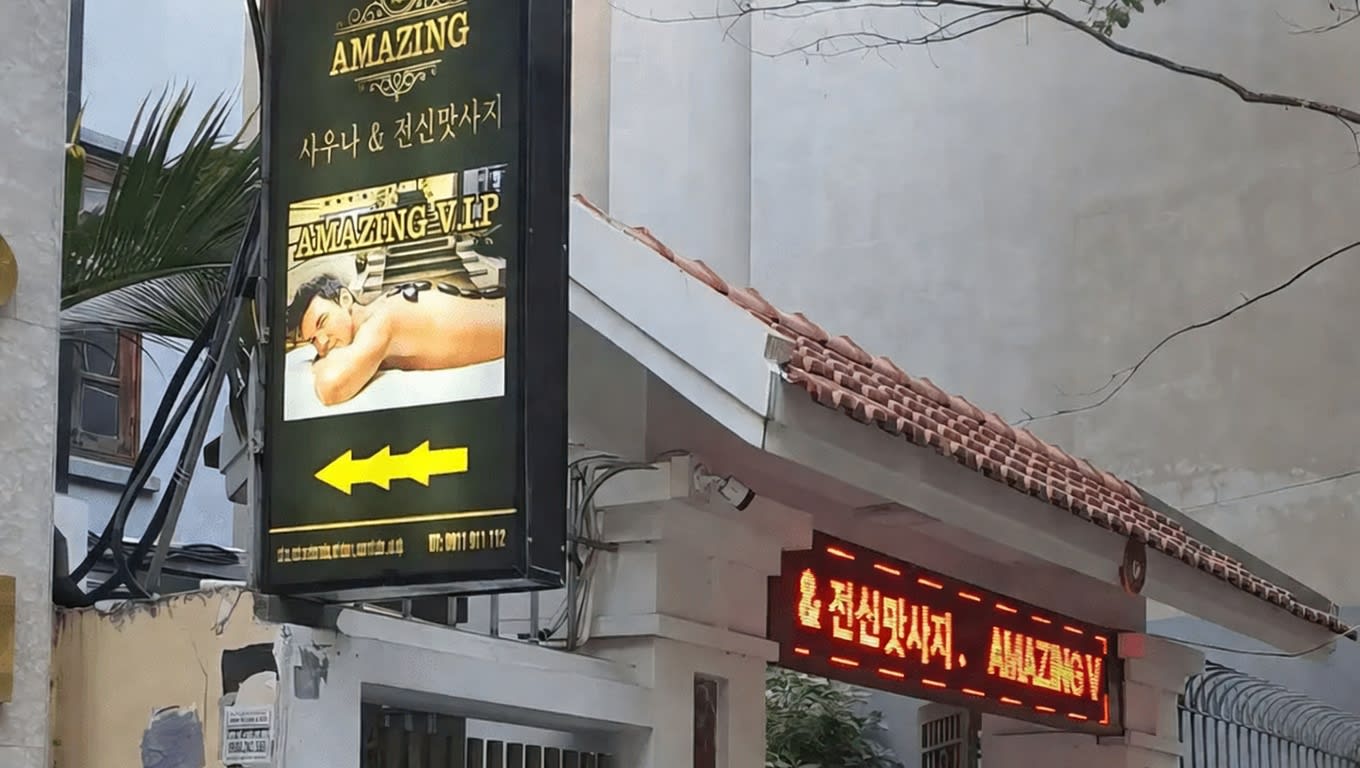 AMAZING
사우나 & 전신맛사지
AMAZING V.I.P
ĐT: 0911 911 112
& 전신맛사지. AMAZING V